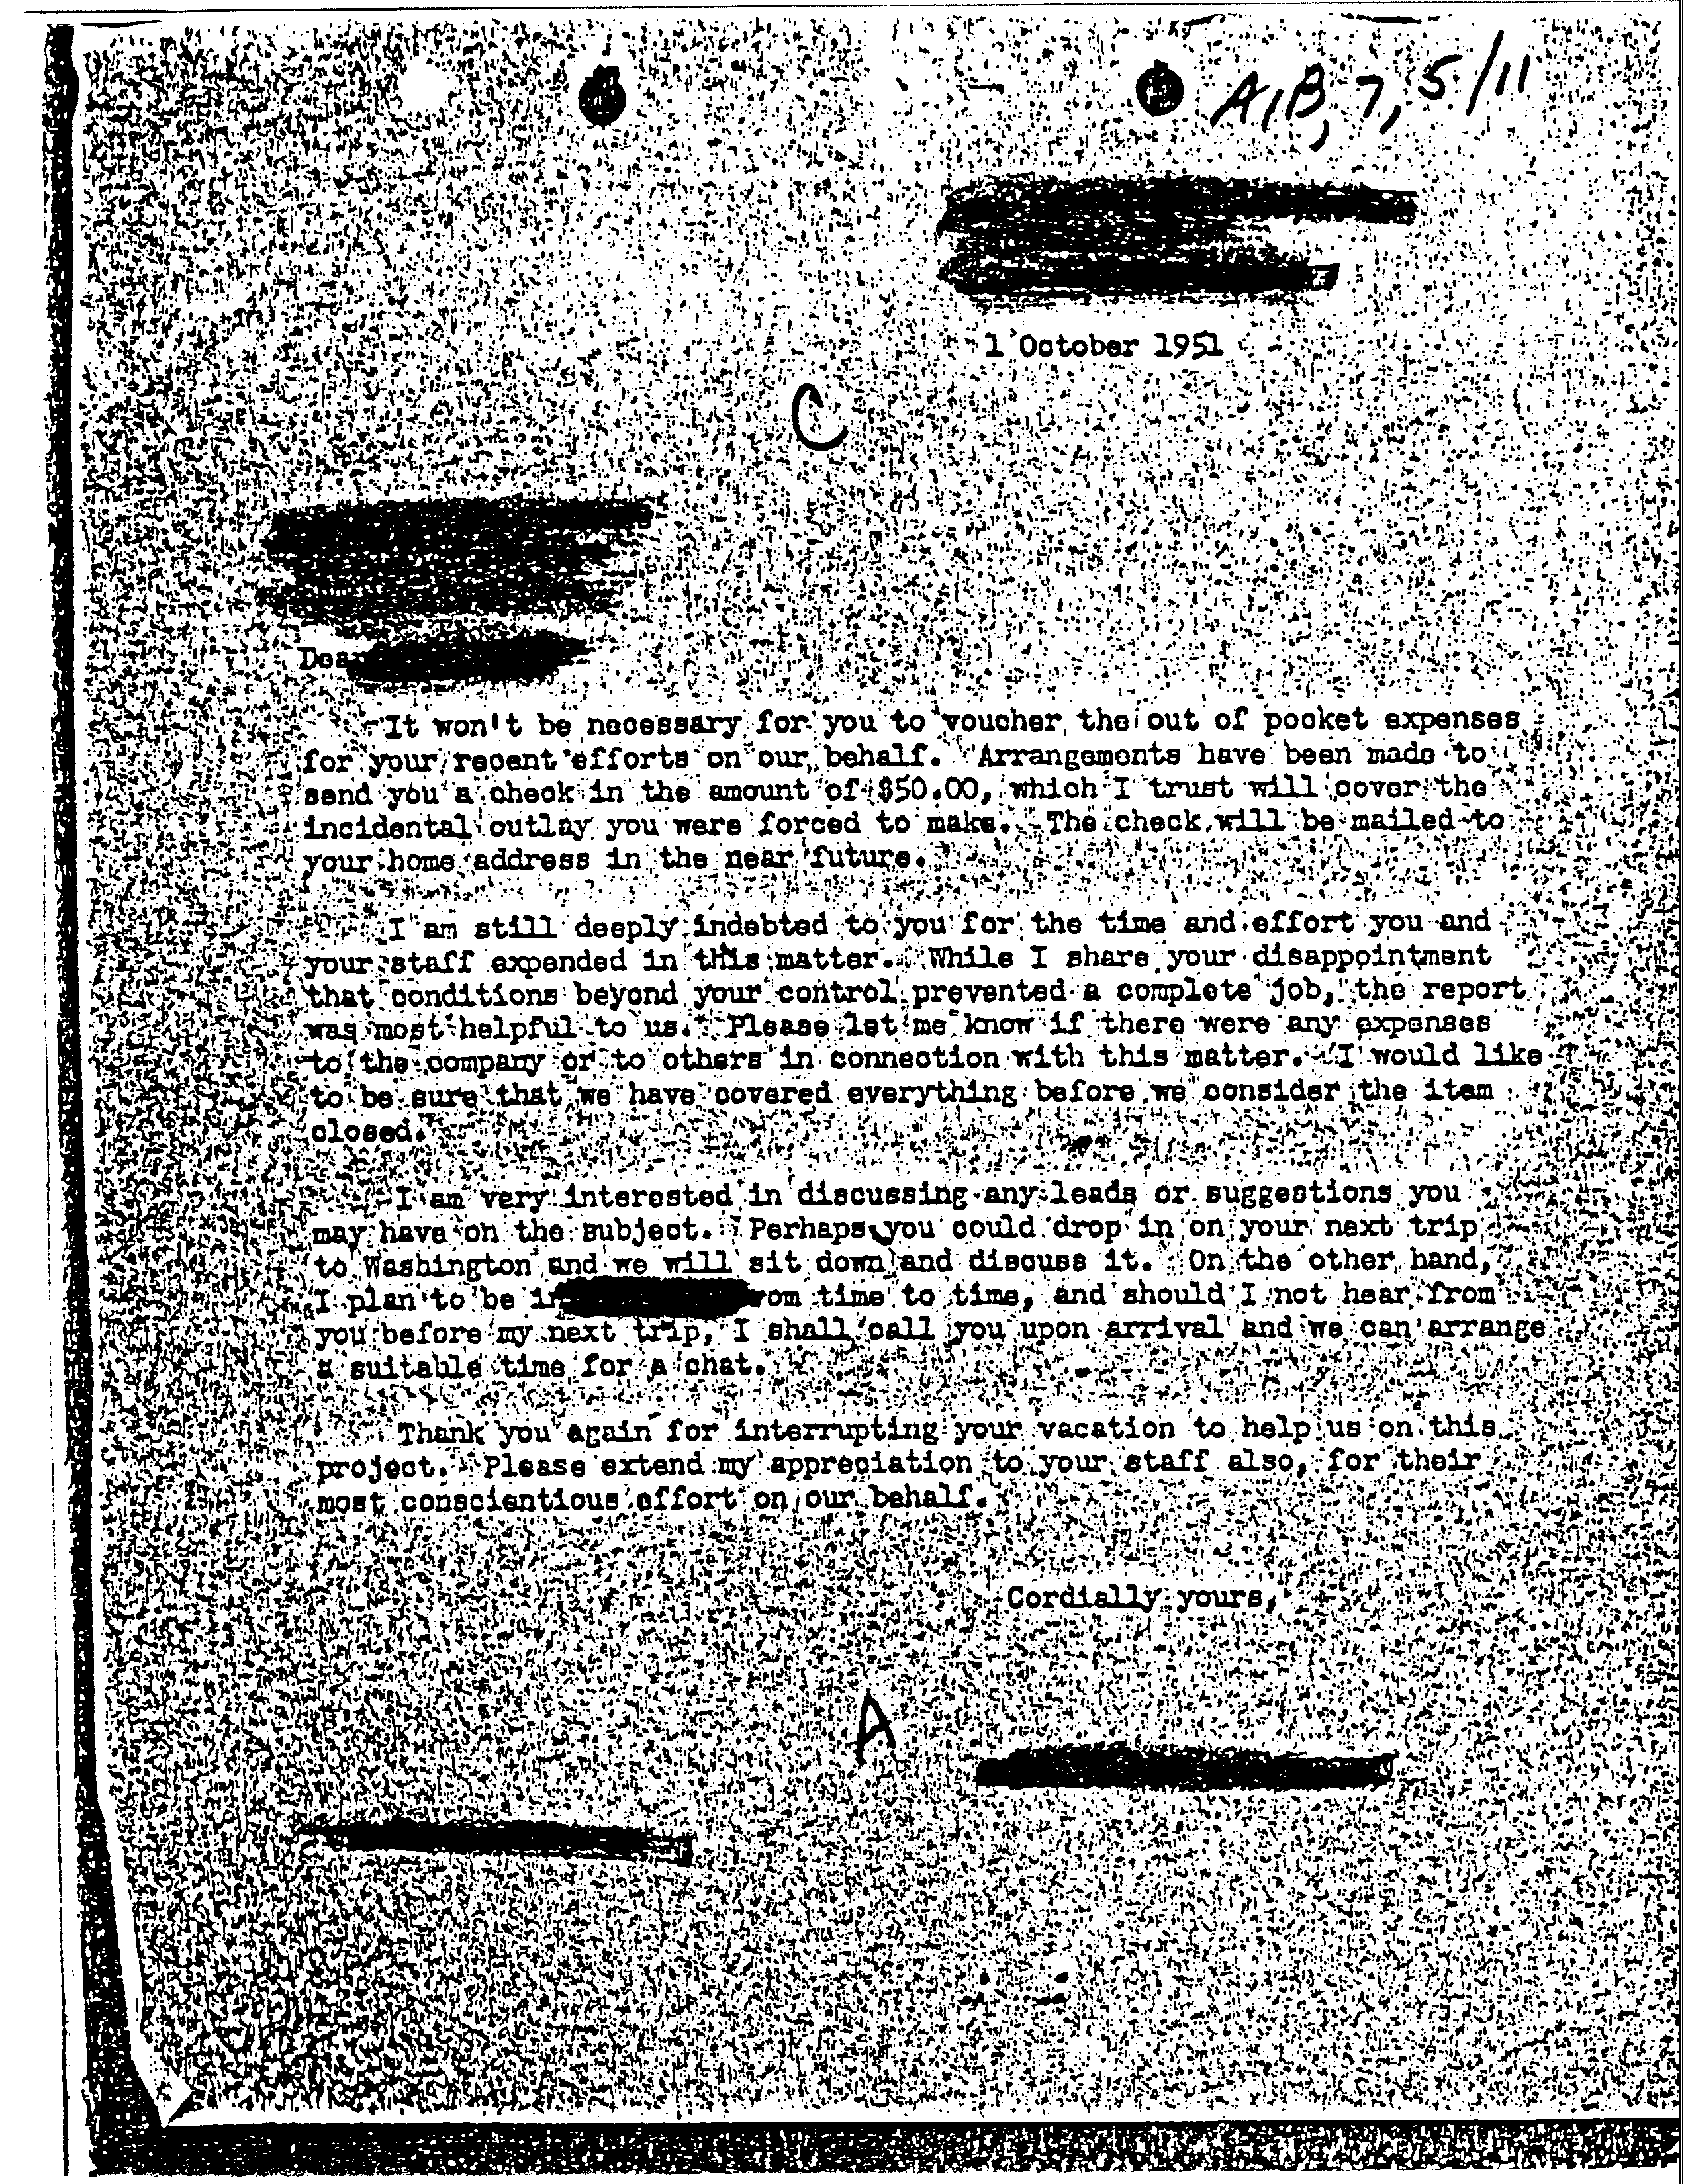 A,B, 7, 5/11
1 October 1951
C
Dear
It won't be necessary for you to voucher the out of pocket expenses
for your recent efforts on our behalf. Arrangements have been made to
send you a check in the amount of $50.00, which I trust will cover the
incidental outlay you were forced to make. The check will be mailed to
your home address in the near future.
I am still deeply indebted to you for the time and effort you and
your staff expended in this matter. While I share your disappointment
that conditions beyond your control prevented a complete job, the report
was most helpful to us. Please let me know if there were any expenses
to the company or to others in connection with this matter. I would like
to be sure that we have covered everything before we consider the item
closed.
I am very interested in discussing any leads or suggestions you
may have on the subject. Perhaps you could drop in on your next trip
to Washington and we will sit down and discuss it. On the other hand,
I plan to be in rom time to time, and should I not hear from
you before my next trip, I shall call you upon arrival and we can arrange
a suitable time for a chat.
Thank you again for interrupting your vacation to help us on this
project. Please extend my appreciation to your staff also, for their
most conscientious effort on our behalf.
Cordially yours,
A